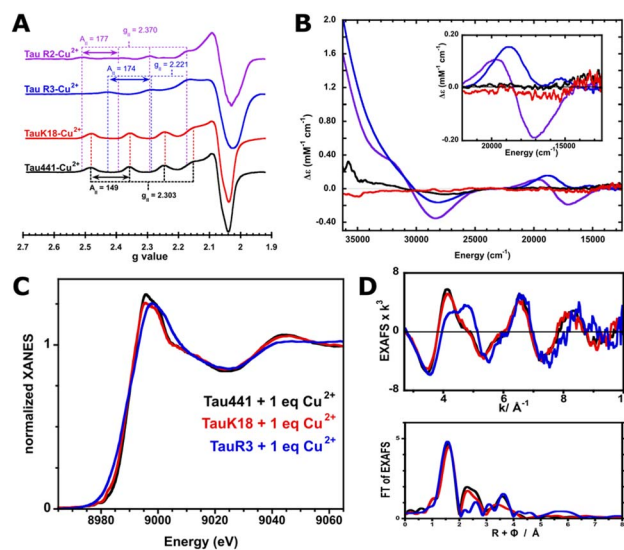 A
Tau R2-Cu2+
A|| = 177
g|| = 2.370
Tau R3-Cu2+
A|| = 174
g|| = 2.221
TauK18-Cu2+
Tau441-Cu2+
A|| = 149
g|| = 2.303
2.7 2.6 2.5 2.4 2.3 2.2 2.1 2 1.9
g value
B
2.0
1.6
1.2
0.80
0.40
0.0
-0.40
Δε (mM-1 cm-1)
35000 30000 25000 20000 15000
Energy (cm-1)
0.20
0.00
-0.20
Δε (mM-1 cm-1)
20000 18000 16000 14000
Energy (cm-1)
C
normalized XANES
1
0
Tau441 + 1 eq Cu2+
TauK18 + 1 eq Cu2+
TauR3 + 1 eq Cu2+
8980 9000 9020 9040 9060
Energy (eV)
D
EXAFS x k3
8
0
-8
4 6 8 10
k/ Å-1
FT of EXAFS
5
0
0 1 2 3 4 5 6 7 8
R + Φ / Å